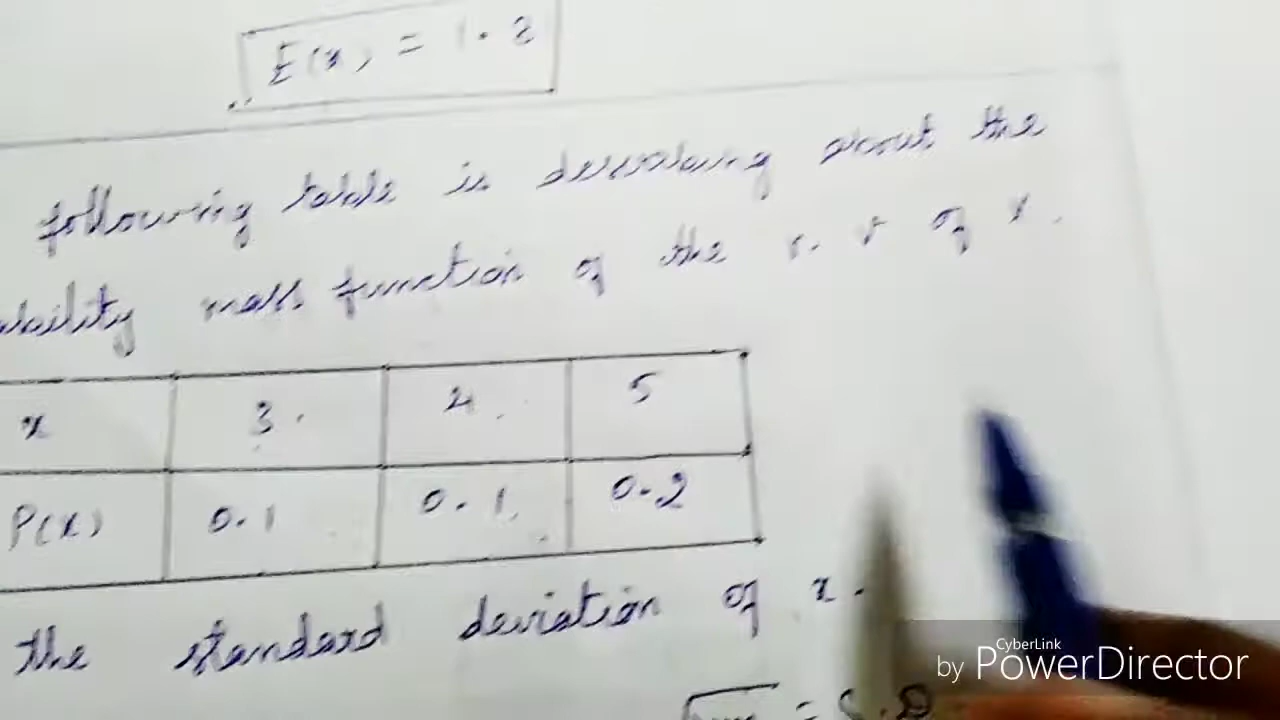 E(x) = 1.2
following table is describing about the
ability mass function of the r.v of x.
x 3 4 5
P(x) 0.1 0.1 0.2
the standard deviation of x.
= S.D
CyberLink
by PowerDirector